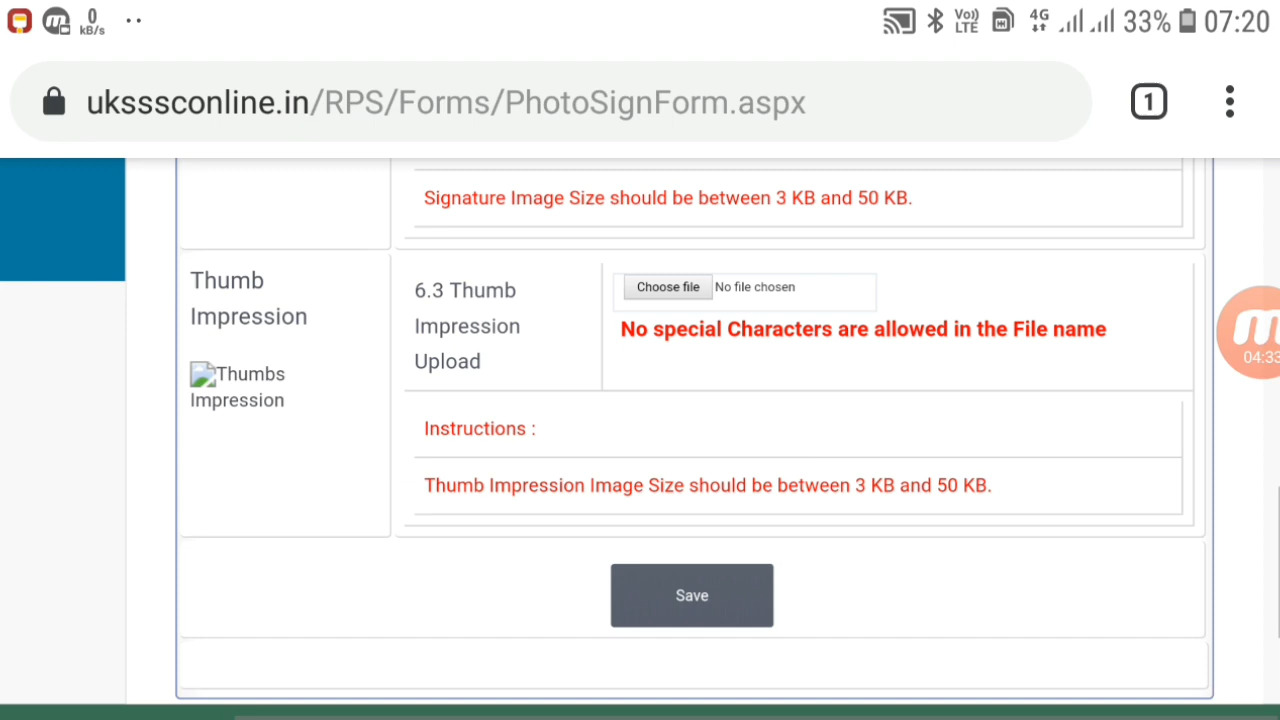 0
kB/s
Vo))
LTE
4G
33%
07:20
uksssconline.in/RPS/Forms/PhotoSignForm.aspx
1
Signature Image Size should be between 3 KB and 50 KB.
Thumb
Impression
Thumbs
Impression
6.3 Thumb
Impression
Upload
Choose file No file chosen
No special Characters are allowed in the File name
04:33
Instructions :
Thumb Impression Image Size should be between 3 KB and 50 KB.
Save